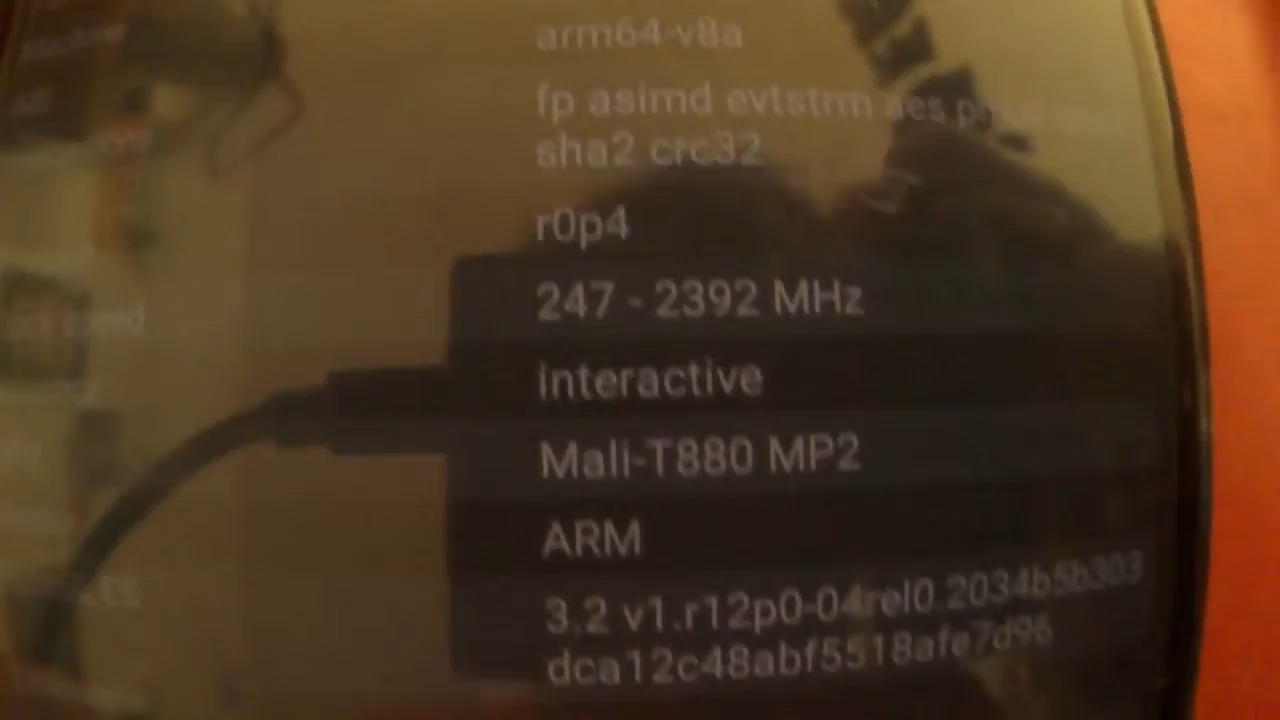 arm64-v8a
fp asimd evtstrm aes
sha2 crc32
r0p4
247 - 2392 MHz
interactive
Mali-T880 MP2
ARM
3.2 v1.r12p0-04rel0.2034b5b303
dca12c48abf5518afe7d96